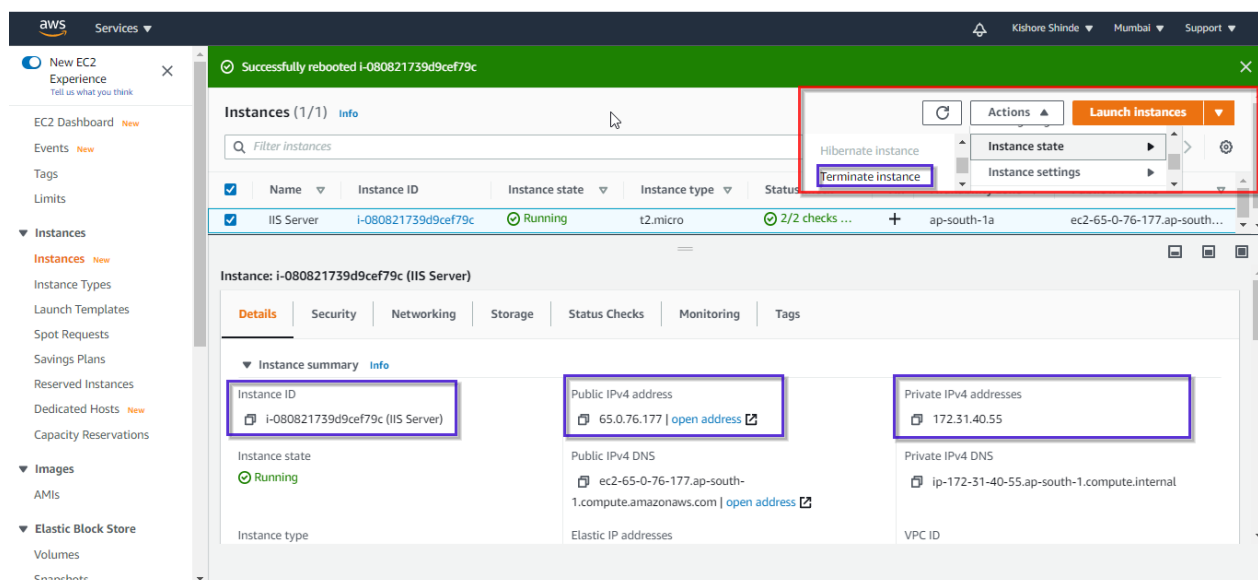 aws Services ▼ Kishore Shinde ▼ Mumbai ▼ Support ▼
New EC2
Experience
Tell us what you think
EC2 Dashboard New
Events New
Tags
Limits
▼ Instances
Instances New
Instance Types
Launch Templates
Spot Requests
Savings Plans
Reserved Instances
Dedicated Hosts New
Capacity Reservations
▼ Images
AMIs
▼ Elastic Block Store
Volumes
Snapshots
Successfully rebooted i-080821739d9cef79c
Instances (1/1) Info
Actions ▲ Launch instances ▼
Filter instances
Hibernate instance
Terminate instance
Instance state
Instance settings
Name Instance ID Instance state Instance type Status
IIS Server i-080821739d9cef79c Running t2.micro 2/2 checks ... + ap-south-1a ec2-65-0-76-177.ap-south...
Instance: i-080821739d9cef79c (IIS Server)
Details Security Networking Storage Status Checks Monitoring Tags
▼ Instance summary Info
Instance ID
i-080821739d9cef79c (IIS Server)
Public IPv4 address
65.0.76.177 | open address
Private IPv4 addresses
172.31.40.55
Instance state
Running
Public IPv4 DNS
ec2-65-0-76-177.ap-south-
1.compute.amazonaws.com | open address
Private IPv4 DNS
ip-172-31-40-55.ap-south-1.compute.internal
Instance type
Elastic IP addresses
VPC ID